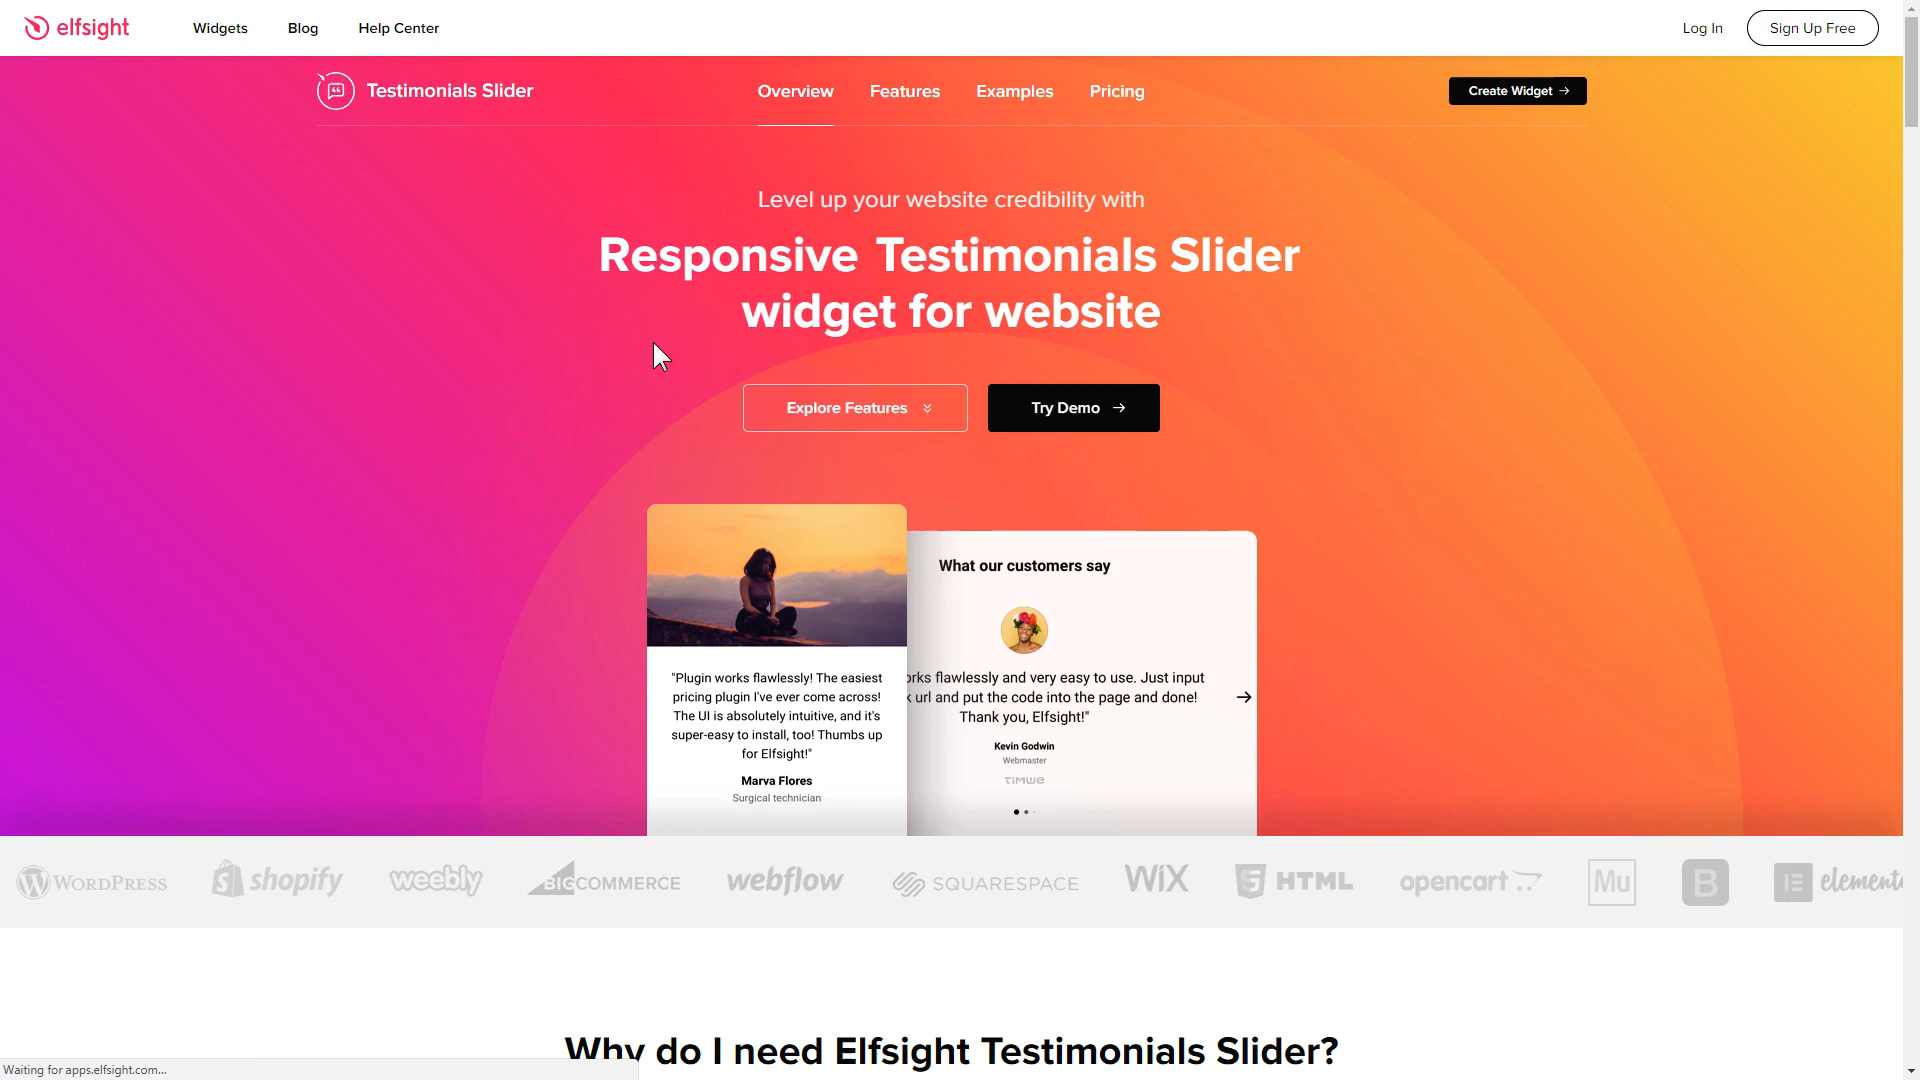 elfsight
Widgets
Blog
Help Center
Log In
Sign Up Free
Testimonials Slider
Overview
Features
Examples
Pricing
Create Widget
Level up your website credibility with
Responsive Testimonials Slider
widget for website
Explore Features
Try Demo
"Plugin works flawlessly! The easiest
pricing plugin I've ever come across!
The UI is absolutely intuitive, and it's
super-easy to install, too! Thumbs up
for Elfsight!"
Marva Flores
Surgical technician
What our customers say
flawlessly and very easy to use. Just input
url and put the code into the page and done!
Thank you, Elfsight!"
Kevin Godwin
Webmaster
TIMWE
WORDPRESS
shopify
weebly
BIGCOMMERCE
webflow
SQUARESPACE
WiX
HTML
opencart
Mu
B
Why do I need Elfsight Testimonials Slider?
Waiting for apps.elfsight.com...